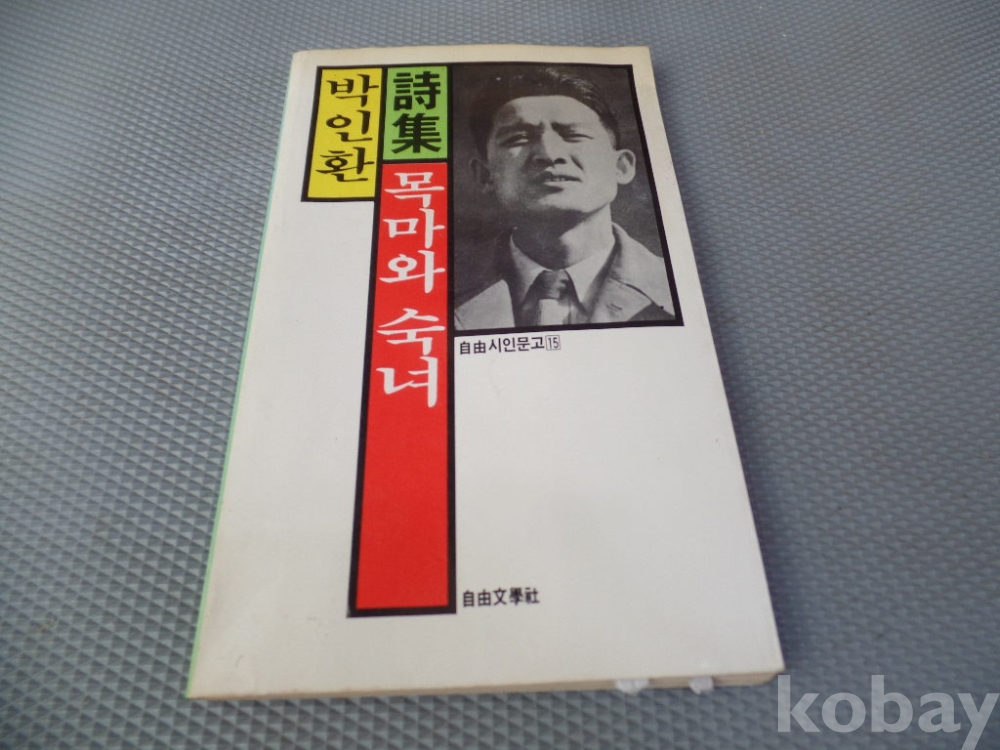 박인환
詩集
목마와 숙녀
自由시인문고15
自由文學社
kobay